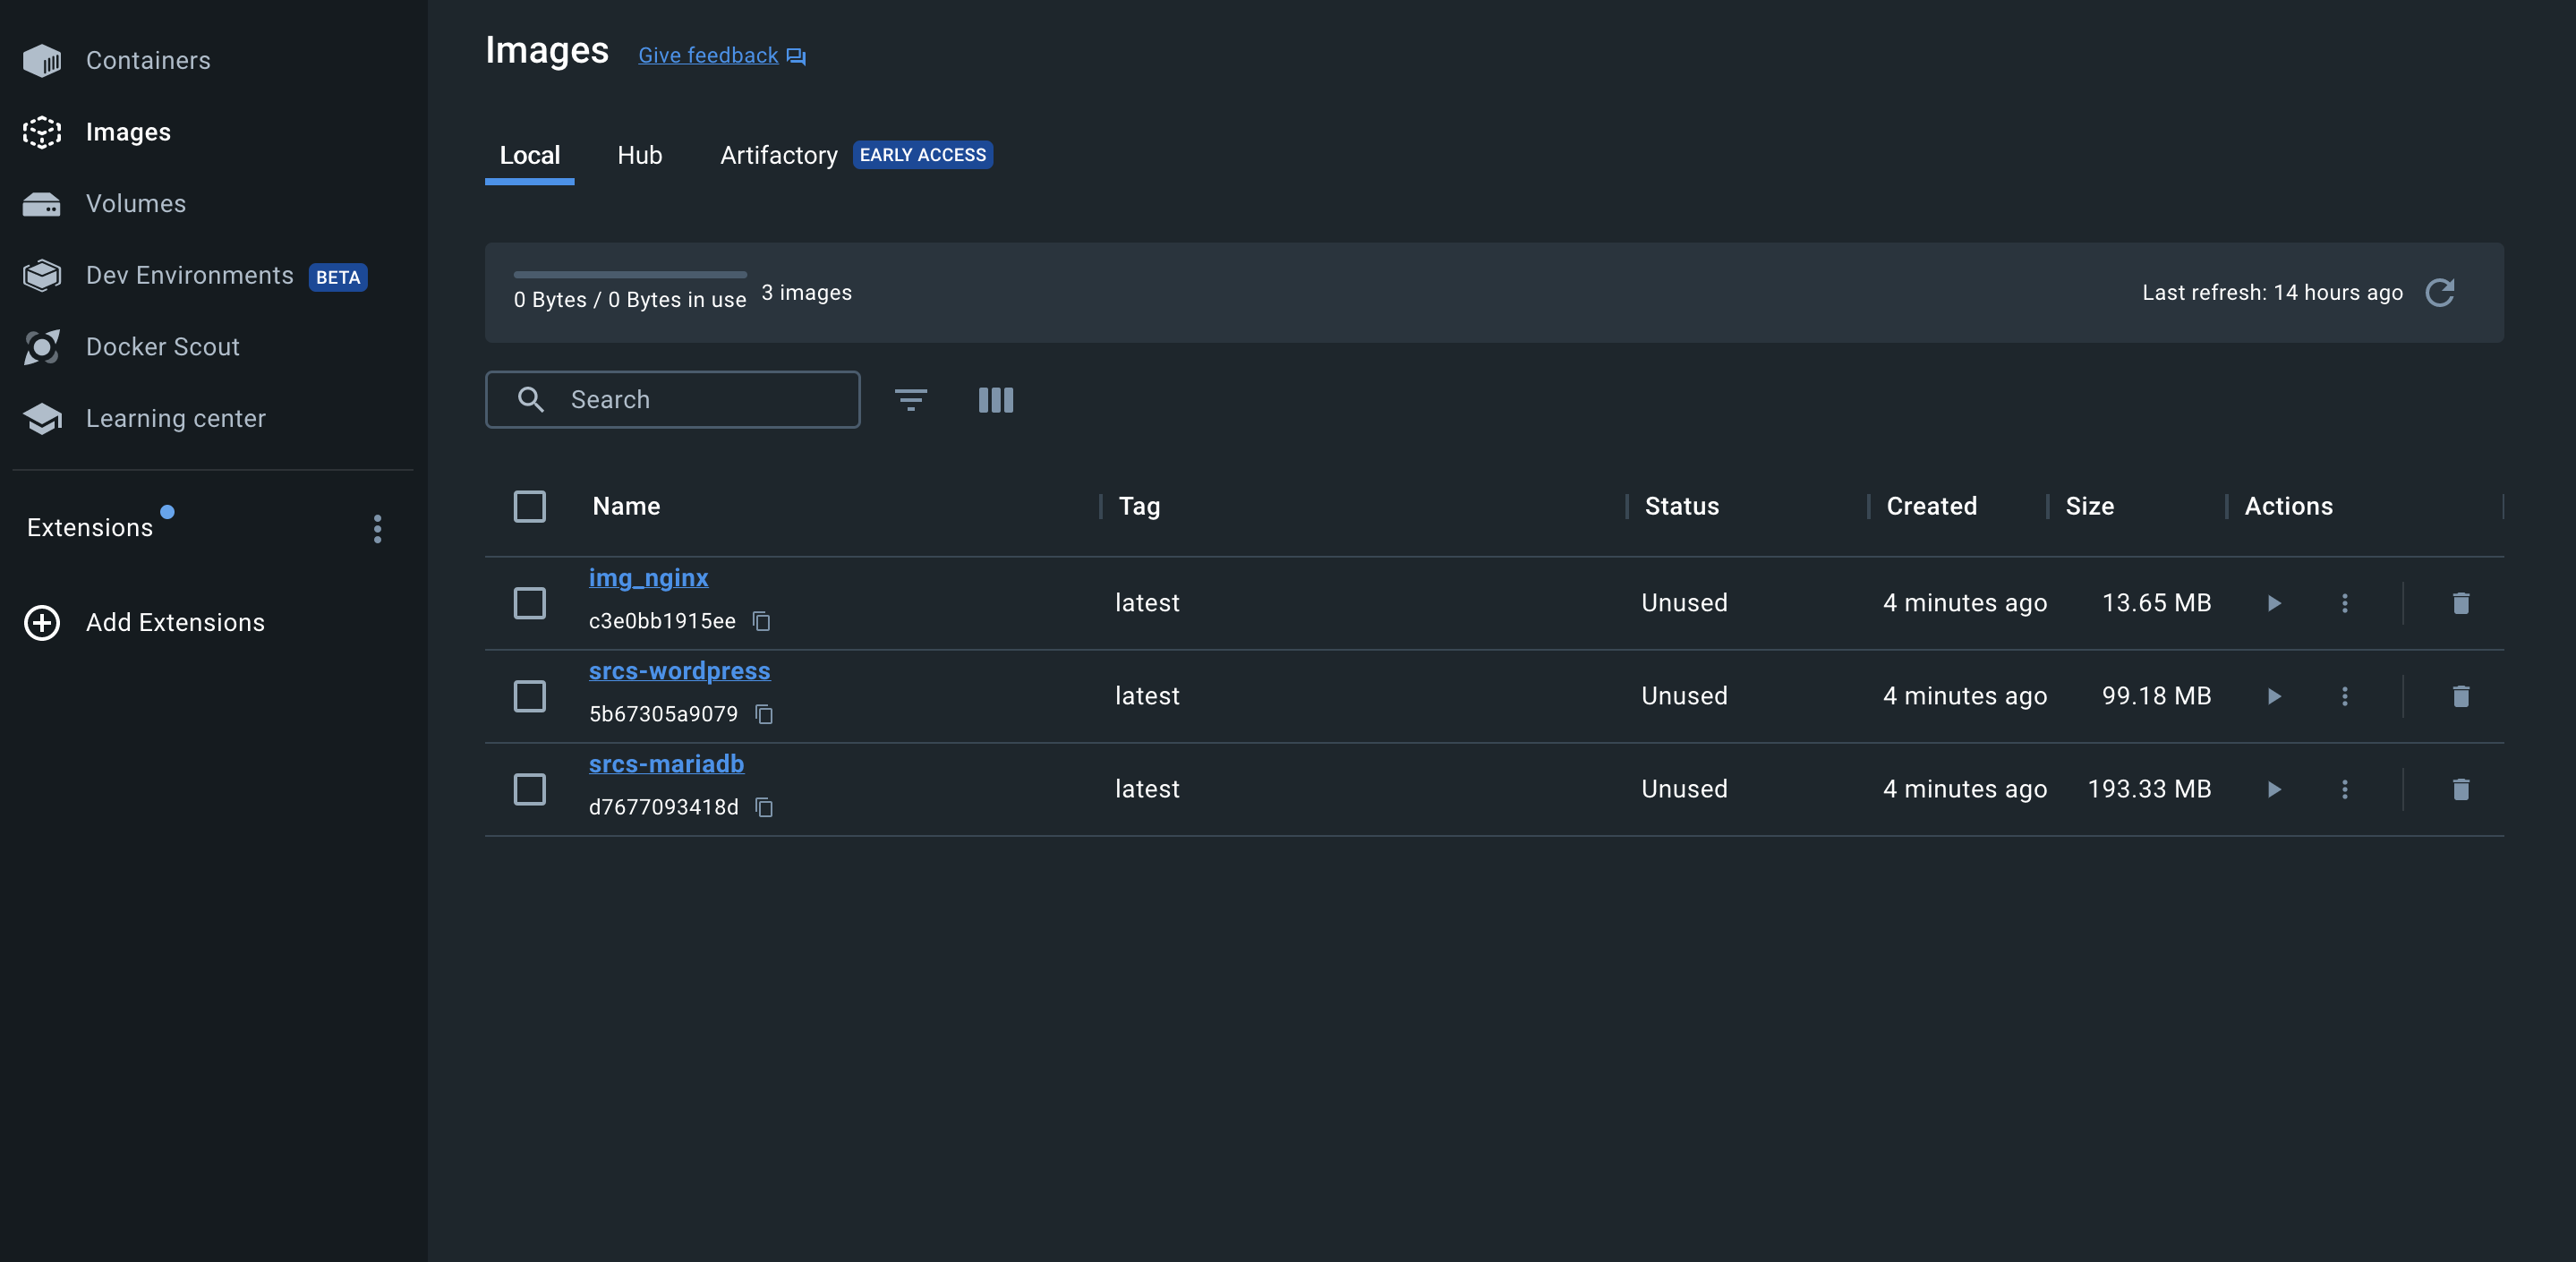 Containers
Images
Volumes
Dev Environments BETA
Docker Scout
Learning center
Extensions
Add Extensions
Images Give feedback
Local Hub Artifactory EARLY ACCESS
0 Bytes / 0 Bytes in use 3 images Last refresh: 14 hours ago
Search
Name Tag Status Created Size Actions
img_nginx
c3e0bb1915ee latest Unused 4 minutes ago 13.65 MB
srcs-wordpress
5b67305a9079 latest Unused 4 minutes ago 99.18 MB
srcs-mariadb
d7677093418d latest Unused 4 minutes ago 193.33 MB